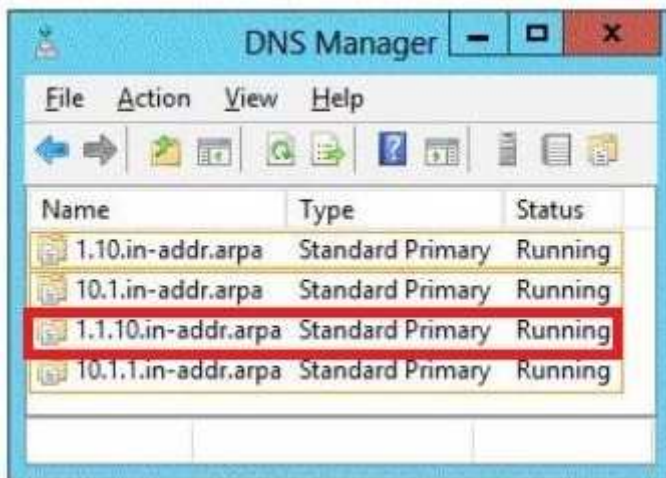 DNS Manager
File Action View Help
Name Type Status
1.10.in-addr.arpa Standard Primary Running
10.1.in-addr.arpa Standard Primary Running
1.1.10.in-addr.arpa Standard Primary Running
10.1.1.in-addr.arpa Standard Primary Running